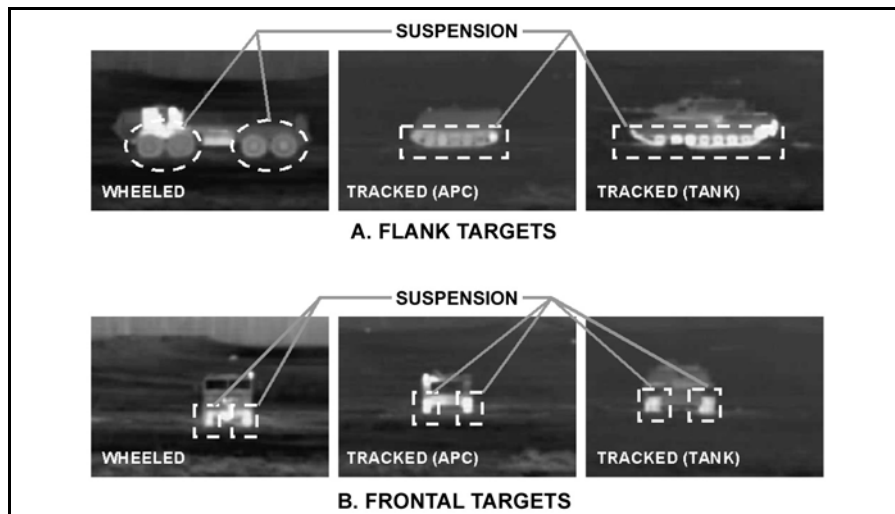 SUSPENSION
WHEELED
TRACKED (APC)
TRACKED (TANK)
A. FLANK TARGETS
SUSPENSION
WHEELED
TRACKED (APC)
TRACKED (TANK)
B. FRONTAL TARGETS